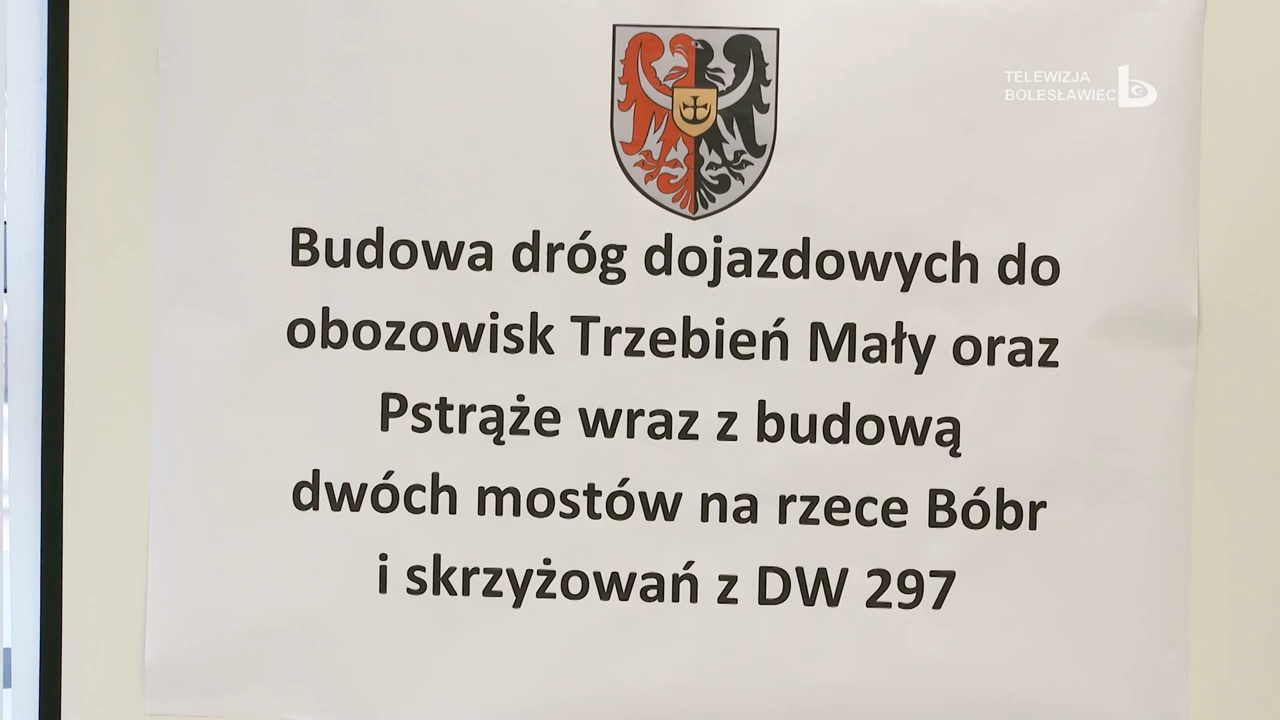 TELEWIZJA
BOLESŁAWIEC
Budowa dróg dojazdowych do
obozowisk Trzebień Mały oraz
Pstrąże wraz z budową
dwóch mostów na rzece Bóbr
i skrzyżowań z DW 297